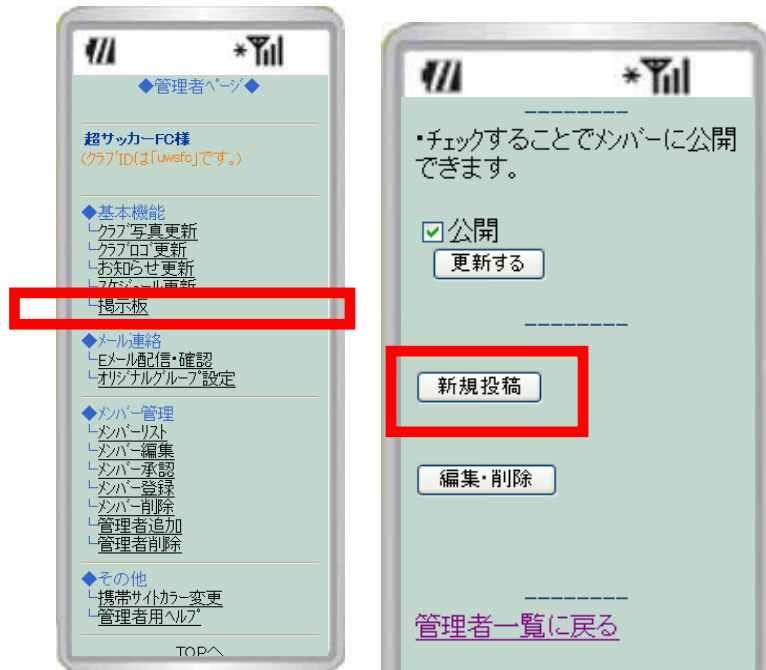 ◆管理者ページ◆
超サッカーFC様
(クラブIDは「uwsfc」です。)
◆基本機能
└クラブ写真更新
└クラブロゴ更新
└お知らせ更新
└スケジュール更新
└掲示板
◆メール連絡
└Eメール配信・確認
└オリジナルグループ設定
◆メンバー管理
└メンバーリスト
└メンバー編集
└メンバー承認
└メンバー登録
└メンバー削除
└管理者追加
└管理者削除
◆その他
└携帯サイトカラー変更
└管理者用ヘルプ
TOPへ
--------
・チェックすることでメンバーに公開
できます。
公開
更新する
--------
新規投稿
編集・削除
--------
管理者一覧に戻る